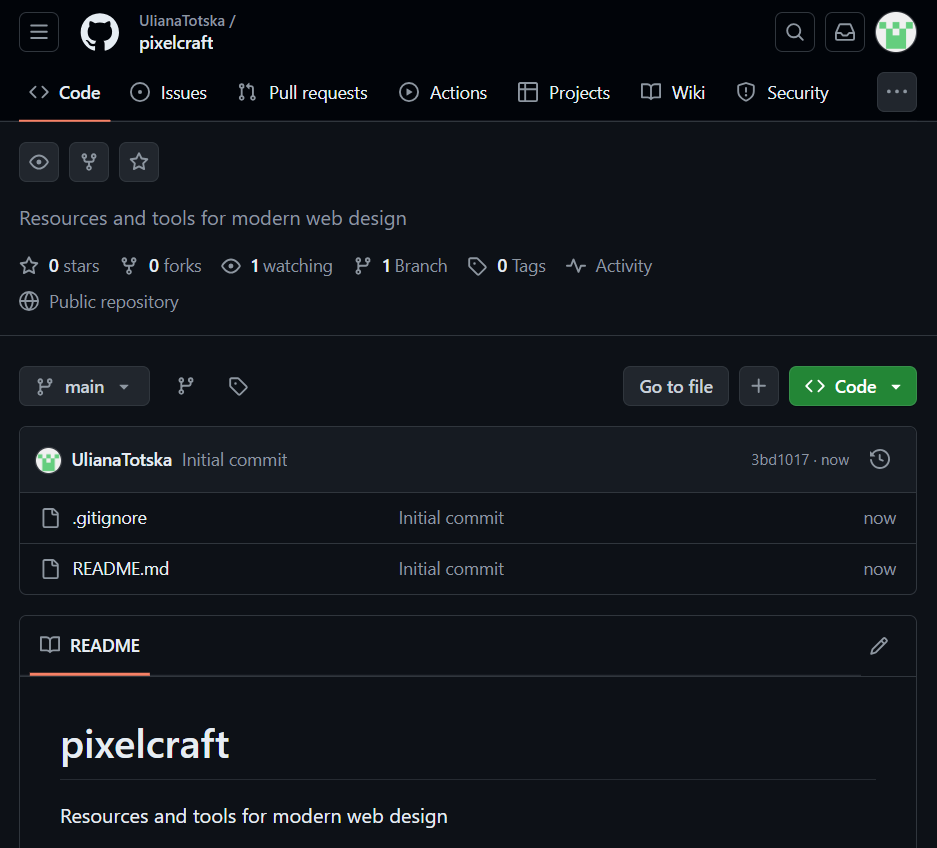 UlianaTotska /
pixelcraft
Code Issues Pull requests Actions Projects Wiki Security
Resources and tools for modern web design
0 stars 0 forks 1 watching 1 Branch 0 Tags Activity
Public repository
main Go to file Code
UlianaTotska Initial commit 3bd1017 · now
.gitignore Initial commit now
README.md Initial commit now
README
pixelcraft
Resources and tools for modern web design